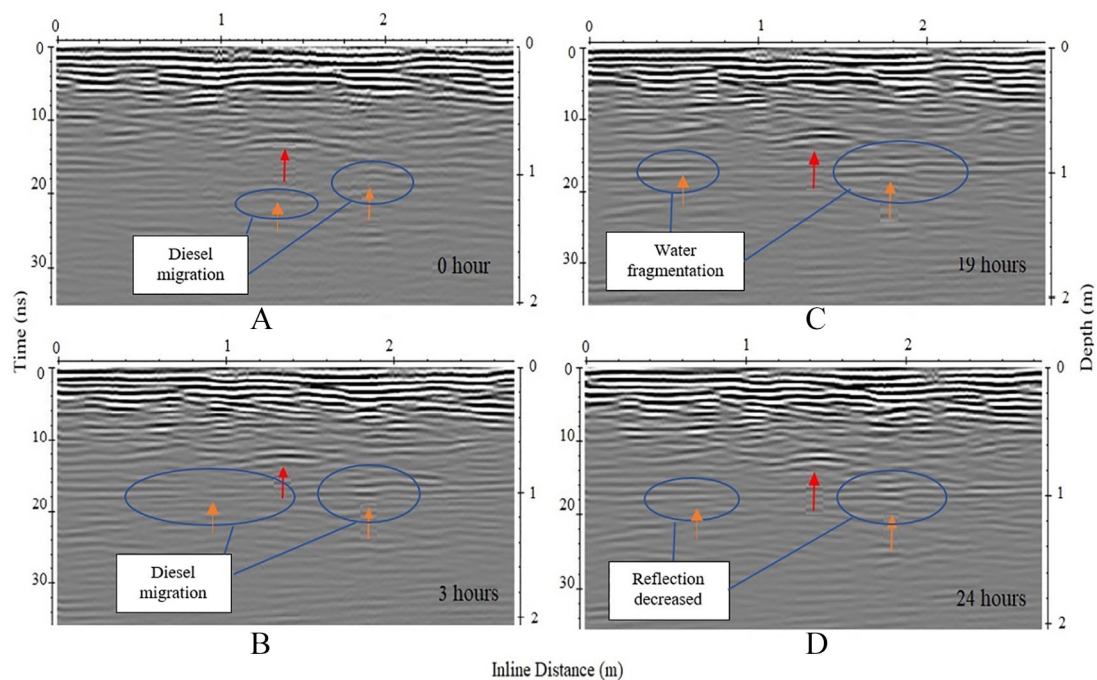 0 1 2
0 0
10
1
20
30
2
Diesel
migration
0 hour
A
0 1 2
0 0
10
1
20
30
2
Water
fragmentation
19 hours
C
Time (ns)
Depth (m)
0 1 2
0 0
10
1
20
30
2
Diesel
migration
3 hours
B
0 1 2
0 0
10
1
20
30
2
Reflection
decreased
24 hours
D
Inline Distance (m)